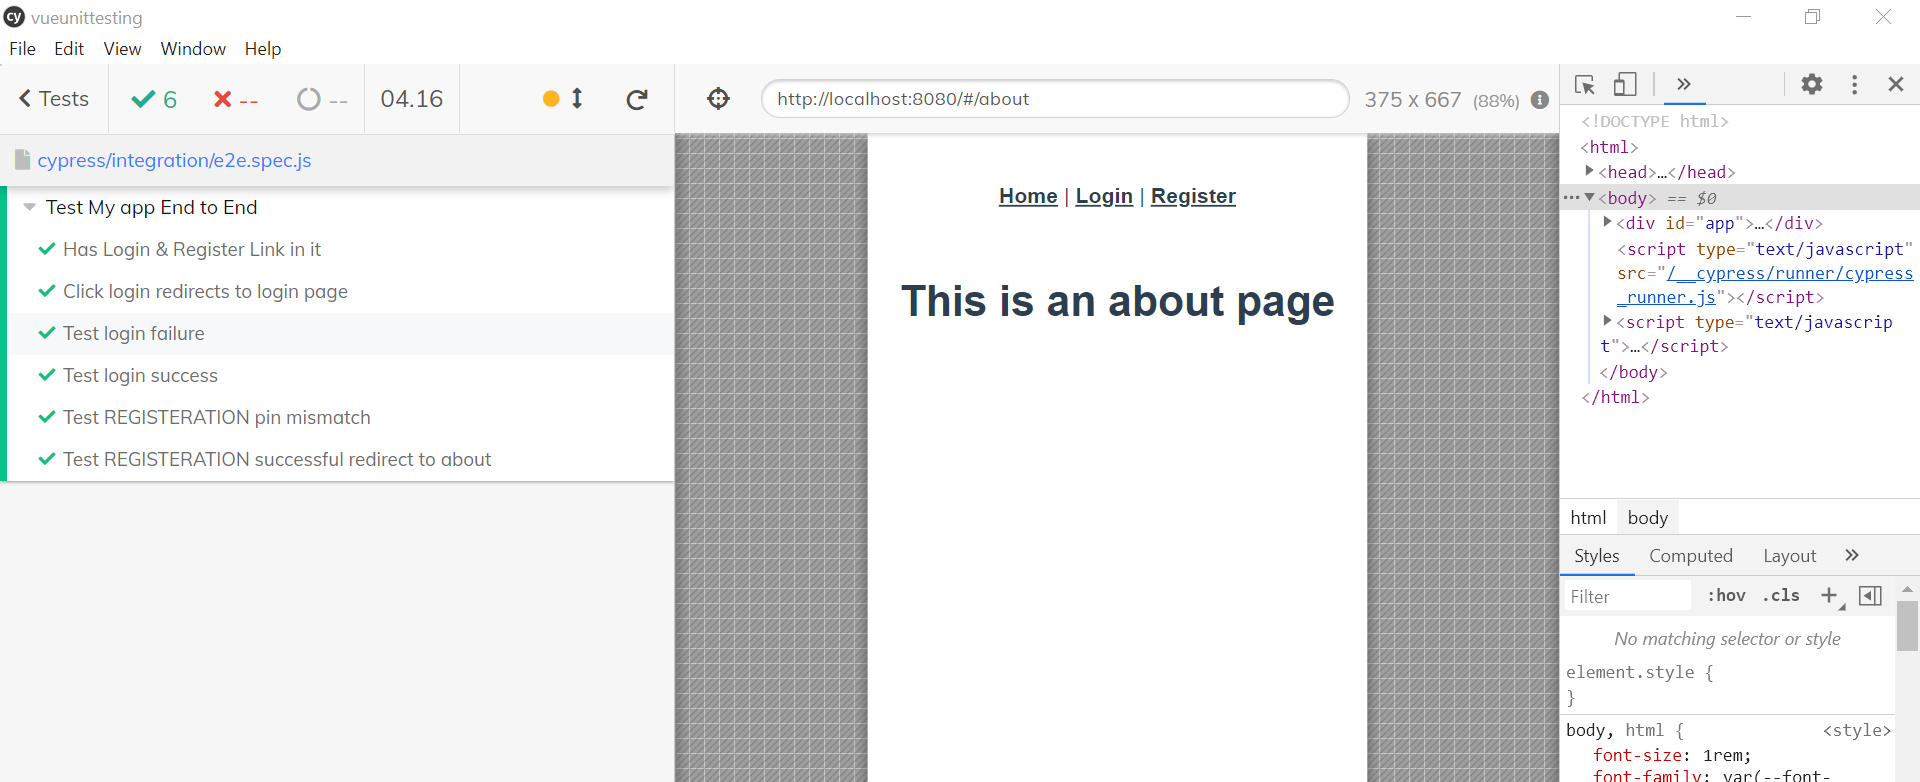 cy vueunittesting
File Edit View Window Help
Tests 6 -- -- 04.16
cypress/integration/e2e.spec.js
Test My app End to End
Has Login & Register Link in it
Click login redirects to login page
Test login failure
Test login success
Test REGISTERATION pin mismatch
Test REGISTERATION successful redirect to about
http://localhost:8080/#/about 375 x 667 (88%)
Home | Login | Register
This is an about page
<!DOCTYPE html>
<html>
<head>…</head>
<body> == $0
<div id="app">…</div>
<script type="text/javascript"
src="/__cypress/runner/cypress
_runner.js"></script>
<script type="text/javascrip
t">…</script>
</body>
</html>
html body
Styles Computed Layout
Filter :hov .cls
No matching selector or style
element.style {
}
body, html { <style>
font-size: 1rem;
font-family: var(--font-